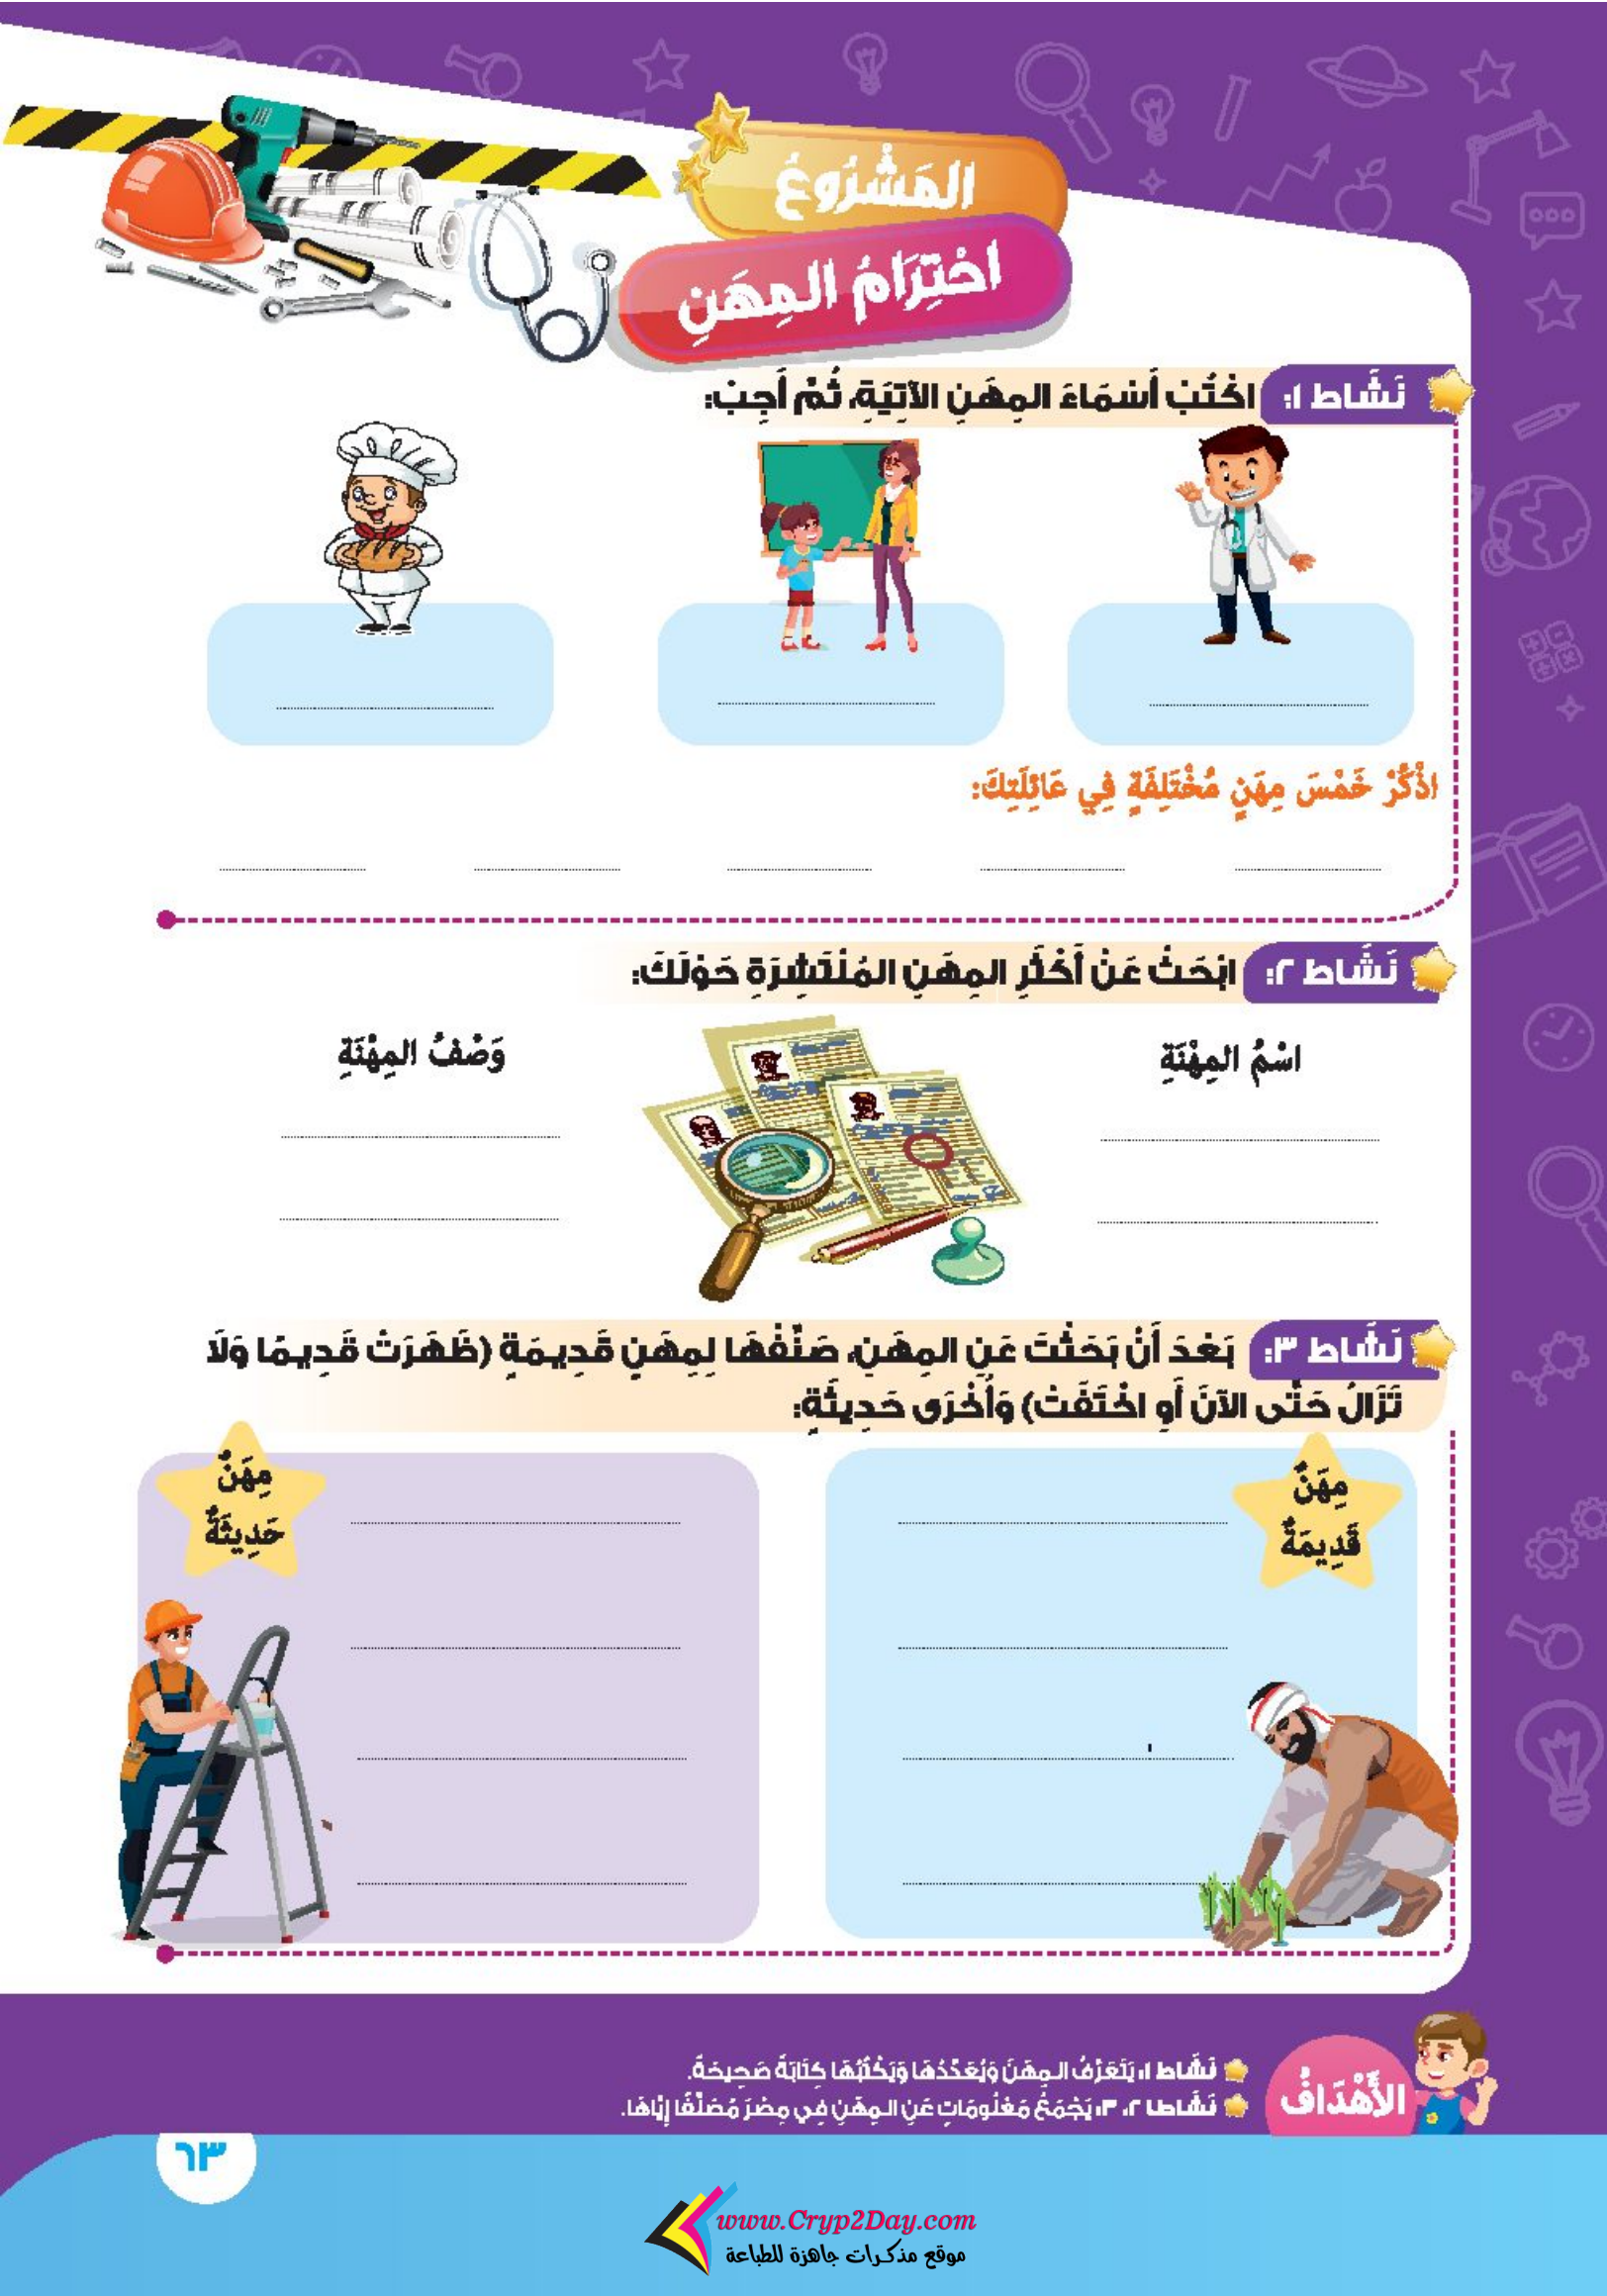 المَشْرُوعُ
احْتِرَامُ المِهَنِ
نَشَاط ١: اكْتُبْ أَسْمَاءَ المِهَنِ الآتِيَةِ، ثُمَّ أَجِبْ:
اذْكُرْ خَمْسَ مِهَنٍ مُخْتَلِفَةٍ فِي عَائِلَتِكَ:
نَشَاط ٢: ابْحَثْ عَنْ أَكْثَرِ المِهَنِ المُنْتَشِرَةِ حَوْلَكَ:
اسْمُ المِهْنَةِ
وَصْفُ المِهْنَةِ
نَشَاط ٣: بَعْدَ أَنْ بَحَثْتَ عَنِ المِهَنِ، صَنِّفْهَا لِمِهَنٍ قَدِيمَةٍ (ظَهَرَتْ قَدِيمًا وَلَا
تَزَالُ حَتَّى الآنَ أَوِ اخْتَفَتْ) وَأُخْرَى حَدِيثَةٍ:
مِهَنٌ
قَدِيمَةٌ
مِهَنٌ
حَدِيثَةٌ
الأَهْدَافُ
نَشَاط ١: يَتَعَرَّفُ المِهَنَ وَيُعَدِّدُهَا وَيَكْتُبُهَا كِتَابَةً صَحِيحَةً.
نَشَاطا ٢، ٣: يَجْمَعُ مَعْلُومَاتٍ عَنِ المِهَنِ فِي مِصْرَ مُصَنِّفًا إِيَّاهَا.
٦٣
www.Cryp2Day.com
موقع مذكرات جاهزة للطباعة